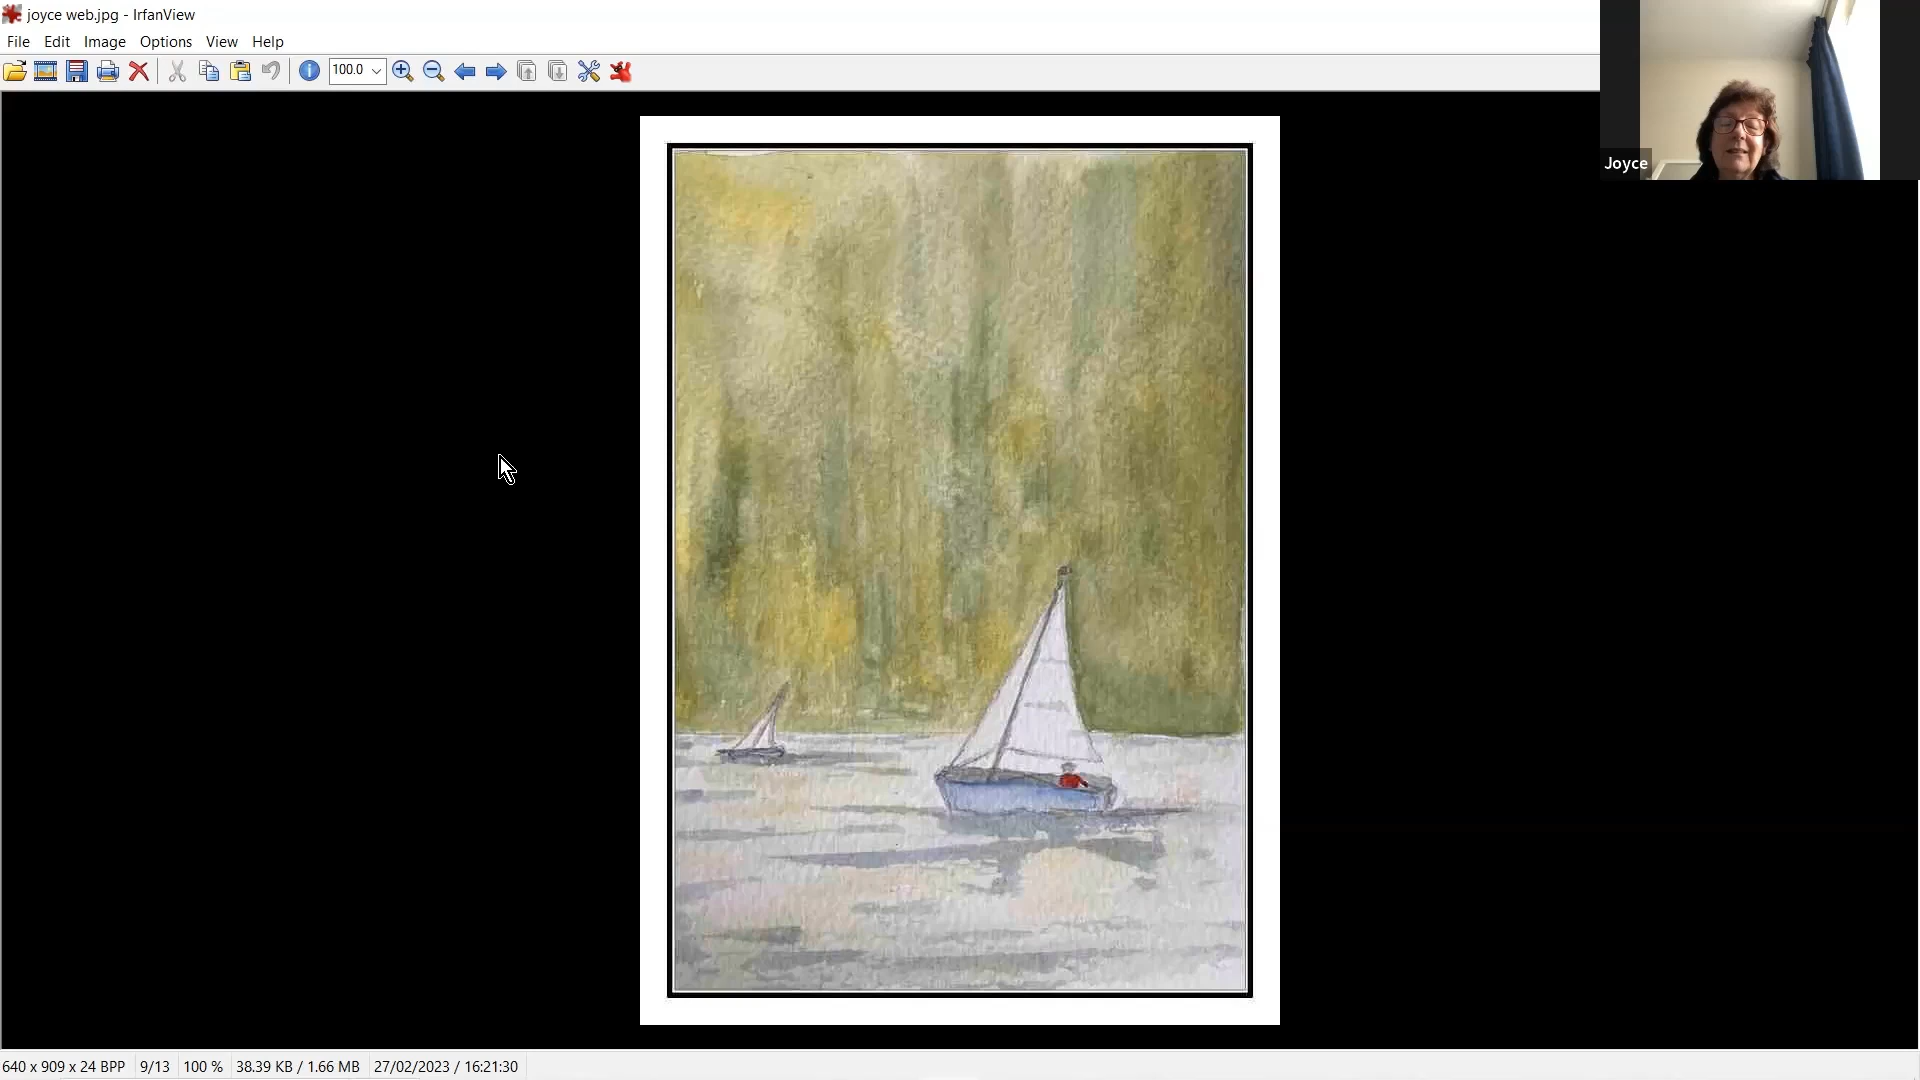 joyce web.jpg - IrfanView
File Edit Image Options View Help
100.0
Joyce
640 x 909 x 24 BPP 9/13 100 % 38.39 KB / 1.66 MB 27/02/2023 / 16:21:30